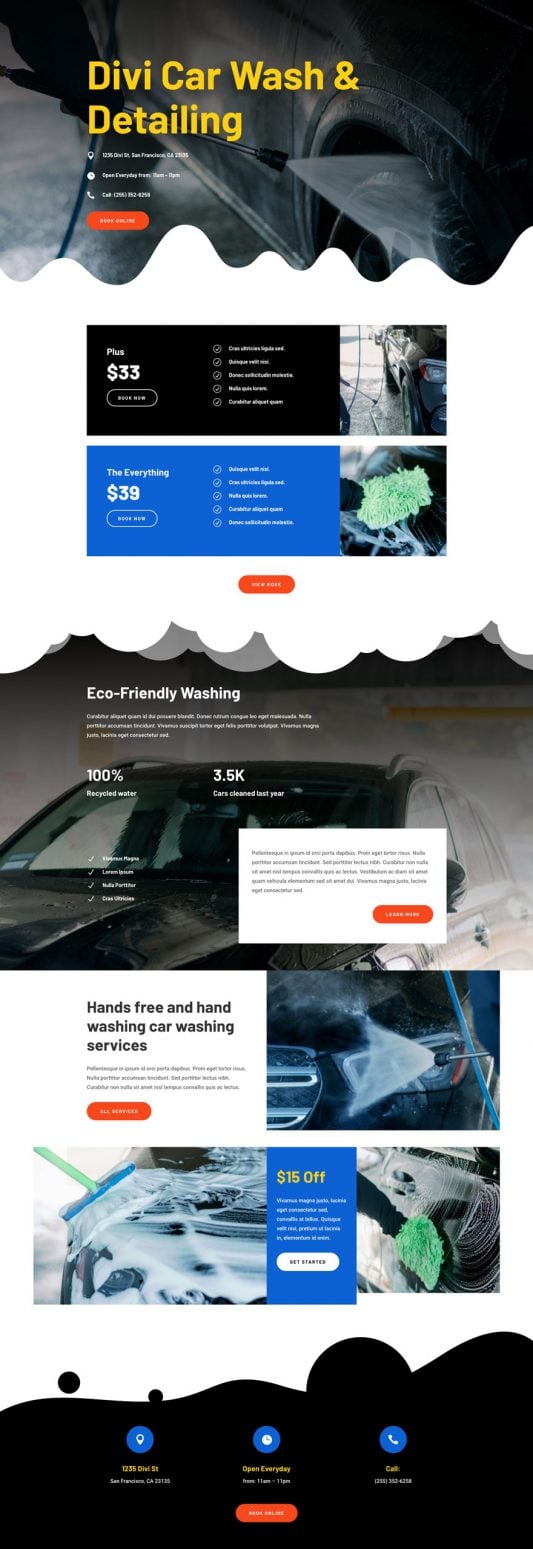 Divi Car Wash &
Detailing
1235 Divi St. San Francisco, CA 23135
Open Everyday from: 11am – 11pm
Call: (255) 352-6258
BOOK ONLINE
Plus
$33
BOOK NOW
Cras ultricies ligula sed.
Quisque velit nisi.
Donec sollicitudin molestie.
Nulla quis lorem.
Curabitur aliquet quam
The Everything
$39
BOOK NOW
Quisque velit nisi.
Cras ultricies ligula sed.
Nulla quis lorem.
Curabitur aliquet quam
Donec sollicitudin molestie.
VIEW MORE
Eco-Friendly Washing
Curabitur aliquet quam id dui posuere blandit. Donec rutrum congue leo eget malesuada. Nulla
porttitor accumsan tincidunt. Vivamus suscipit tortor eget felis porttitor volutpat. Vivamus magna
justo, lacinia eget consectetur sed.
100%
Recycled water
3.5K
Cars cleaned last year
Vivamus Magna
Lorem Ipsum
Nulla Porttitor
Cras Ultricies
Pellentesque in ipsum id orci porta dapibus. Proin eget tortor risus. Nulla
porttitor accumsan tincidunt. Sed porttitor lectus nibh. Curabitur non nulla
sit amet nisl tempus convallis quis ac lectus. Vestibulum ac diam sit amet
quam vehicula elementum sed sit amet dui. Vivamus magna justo, lacinia
eget consectetur sed.
LEARN MORE
Hands free and hand
washing car washing
services
Pellentesque in ipsum id orci porta dapibus. Proin eget tortor risus.
Nulla porttitor accumsan tincidunt. Sed porttitor lectus nibh.
Curabitur non nulla sit amet nisl tempus convallis quis ac lectus.
ALL SERVICES
$15 Off
Vivamus magna justo, lacinia
eget consectetur sed,
convallis at tellus. Quisque
velit nisi, pretium ut lacinia
in, elementum id enim.
GET STARTED
1235 Divi St
San Francisco, CA 23135
Open Everyday
from: 11am – 11pm
Call:
(255) 352-6258
BOOK ONLINE